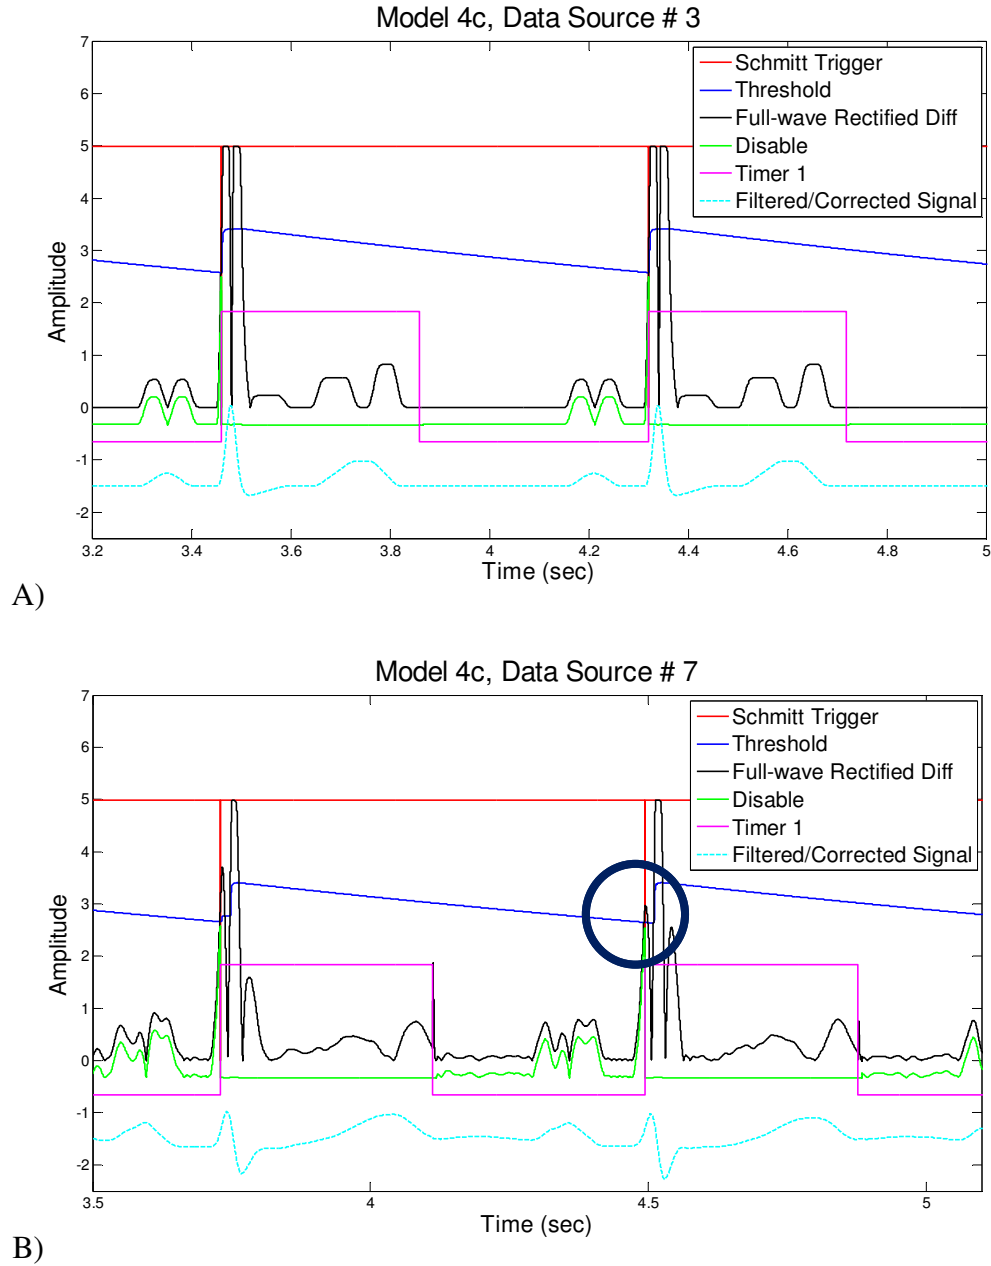 Model 4c, Data Source # 3
7
6
5
4
3
2
1
0
-1
-2
Amplitude
Schmitt Trigger
Threshold
Full-wave Rectified Diff
Disable
Timer 1
Filtered/Corrected Signal
3.2 3.4 3.6 3.8 4 4.2 4.4 4.6 4.8 5
Time (sec)
A)
Model 4c, Data Source # 7
7
6
5
4
3
2
1
0
-1
-2
Amplitude
Schmitt Trigger
Threshold
Full-wave Rectified Diff
Disable
Timer 1
Filtered/Corrected Signal
3.5 4 4.5 5
Time (sec)
B)